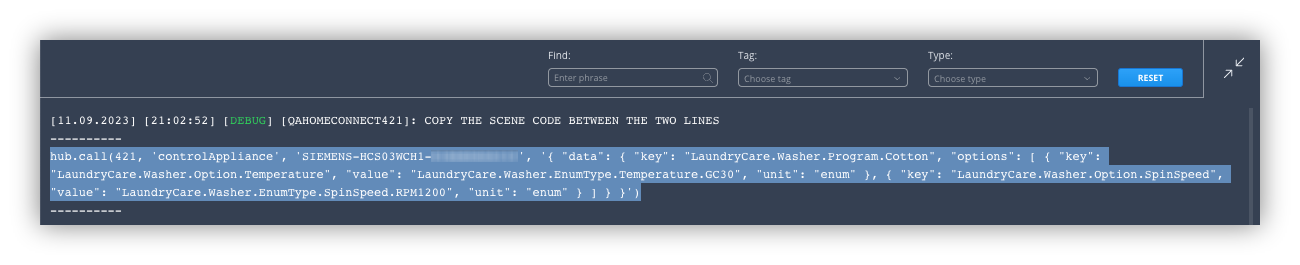 Find:
Tag:
Type:
Enter phrase
Choose tag
Choose type
RESET
[11.09.2023] [21:02:52] [DEBUG] [QAHOMECONNECT421]: COPY THE SCENE CODE BETWEEN THE TWO LINES
----------
hub.call(421, 'controlAppliance', 'SIEMENS-HCS03WCH1-', '{ "data": { "key": "LaundryCare.Washer.Program.Cotton", "options": [ { "key":
"LaundryCare.Washer.Option.Temperature", "value": "LaundryCare.Washer.EnumType.Temperature.GC30", "unit": "enum" }, { "key": "LaundryCare.Washer.Option.SpinSpeed",
"value": "LaundryCare.Washer.EnumType.SpinSpeed.RPM1200", "unit": "enum" } ] } }')
----------